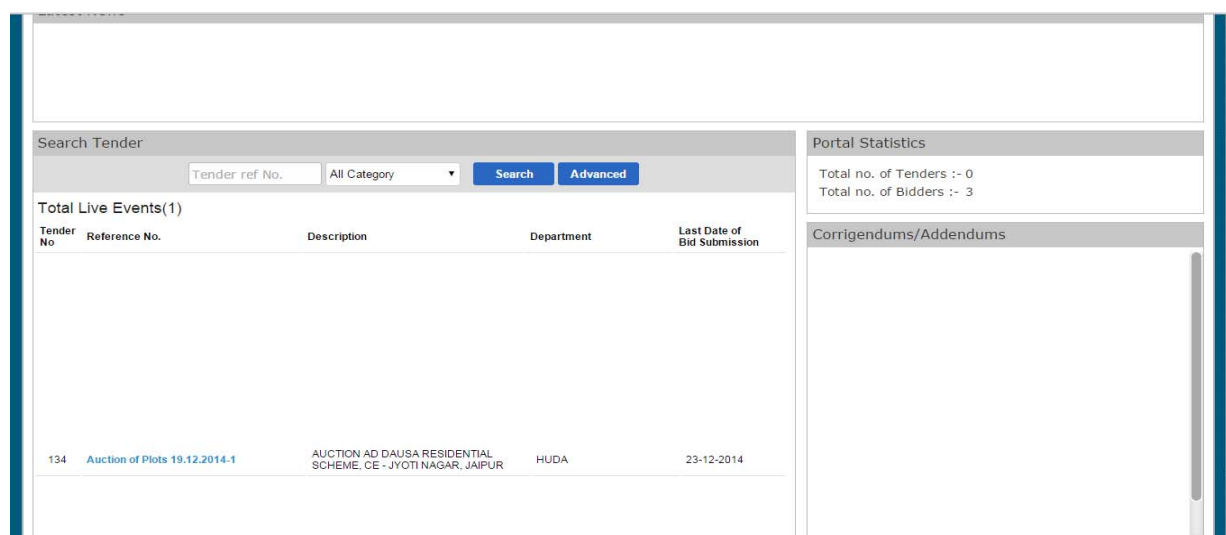 Search Tender
Tender ref No. All Category Search Advanced
Total Live Events(1)
Tender No Reference No. Description Department Last Date of Bid Submission
134 Auction of Plots 19.12.2014-1 AUCTION AD DAUSA RESIDENTIAL SCHEME, CE - JYOTI NAGAR, JAIPUR HUDA 23-12-2014
Portal Statistics
Total no. of Tenders :- 0
Total no. of Bidders :- 3
Corrigendums/Addendums